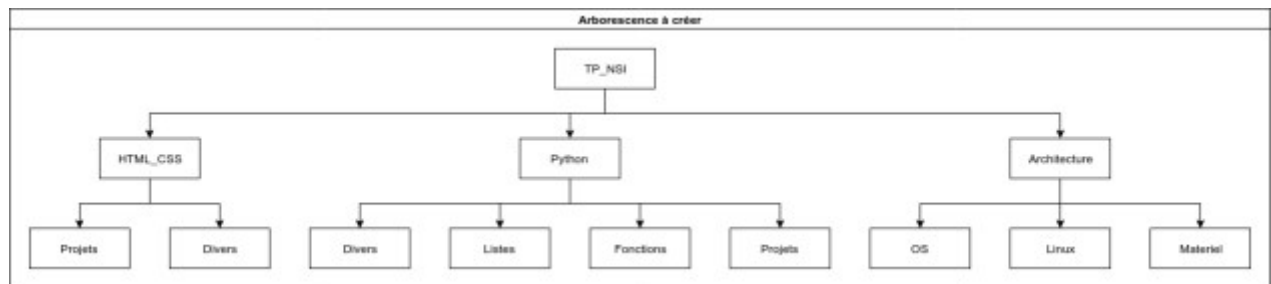 Arborescence à créer
TP_NSI
HTML_CSS Python Architecture
Projets Divers Divers Listes Fonctions Projets OS Linux Materiel